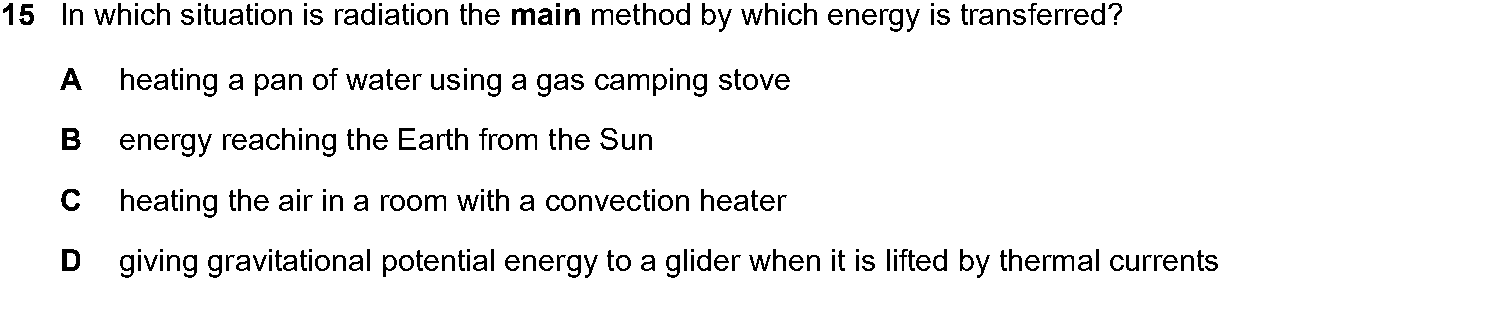 15 In which situation is radiation the main method by which energy is transferred?
A heating a pan of water using a gas camping stove
B energy reaching the Earth from the Sun
C heating the air in a room with a convection heater
D giving gravitational potential energy to a glider when it is lifted by thermal currents